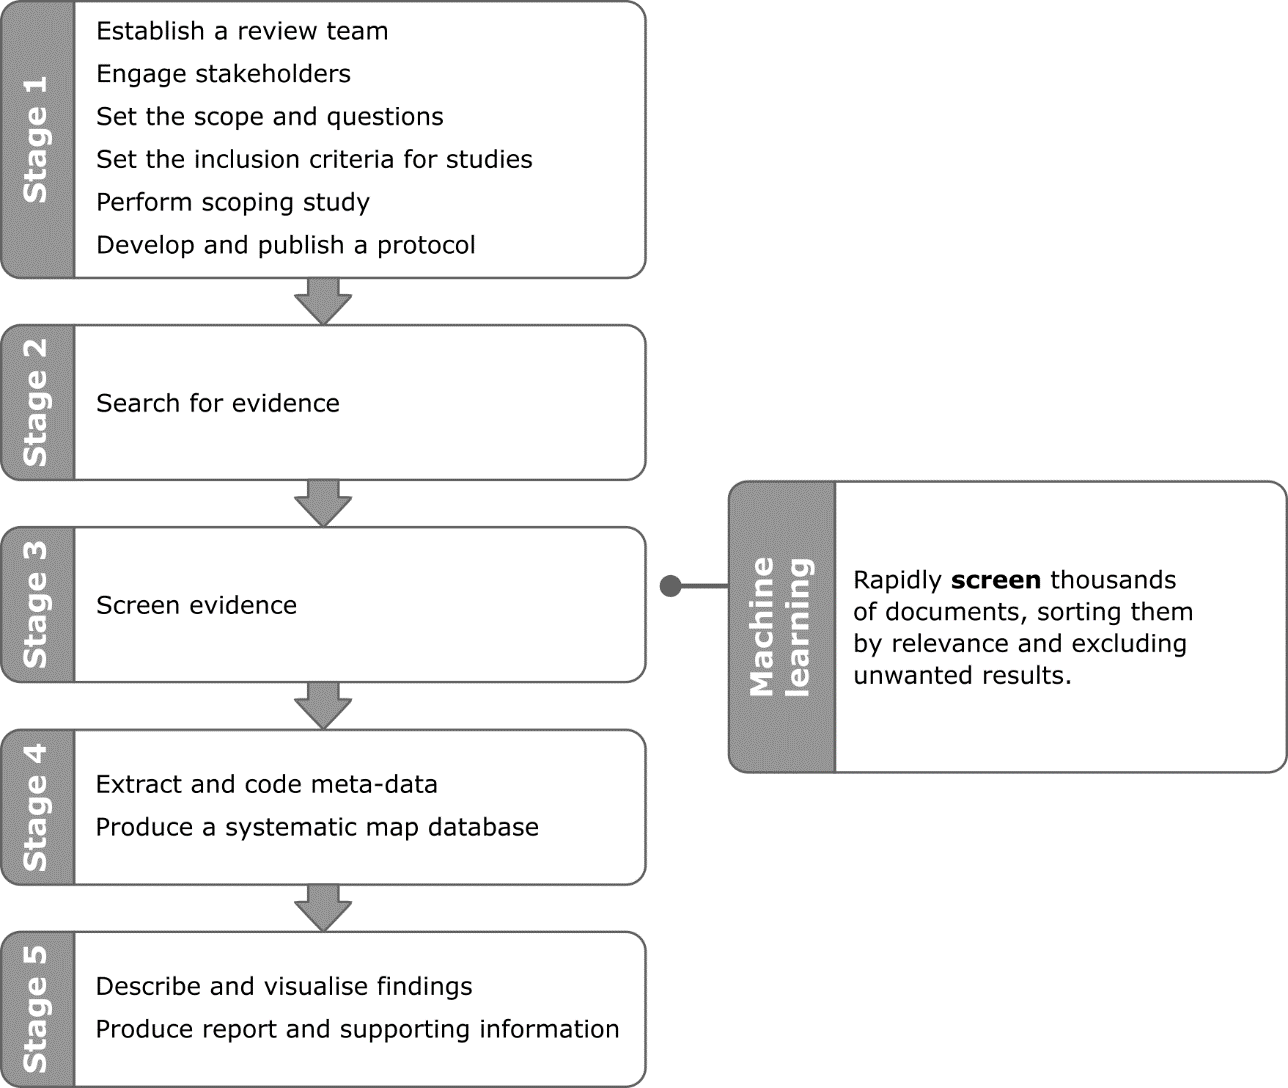 Stage 1
Establish a review team
Engage stakeholders
Set the scope and questions
Set the inclusion criteria for studies
Perform scoping study
Develop and publish a protocol
Stage 2
Search for evidence
Stage 3
Screen evidence
Machine
learning
Rapidly screen thousands
of documents, sorting them
by relevance and excluding
unwanted results.
Stage 4
Extract and code meta-data
Produce a systematic map database
Stage 5
Describe and visualise findings
Produce report and supporting information